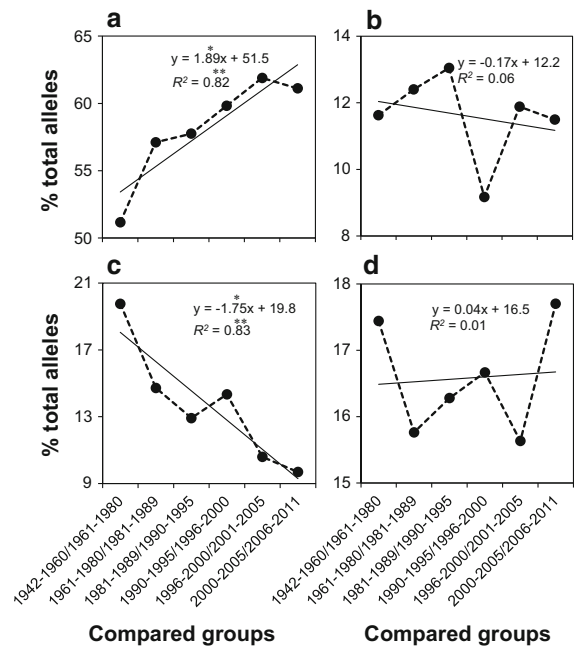 a
b
% total alleles
65
60
55
50
*
y = 1.89x + 51.5
**
R² = 0.82
14
12
10
8
y = -0.17x + 12.2
R² = 0.06
c
d
% total alleles
21
17
13
9
*
y = -1.75x + 19.8
**
R² = 0.83
18
17
16
15
y = 0.04x + 16.5
R² = 0.01
1942-1960/1961-1980
1961-1980/1981-1989
1981-1989/1990-1995
1990-1995/1996-2000
1996-2000/2001-2005
2000-2005/2006-2011
1942-1960/1961-1980
1961-1980/1981-1989
1981-1989/1990-1995
1990-1995/1996-2000
1996-2000/2001-2005
2000-2005/2006-2011
Compared groups
Compared groups